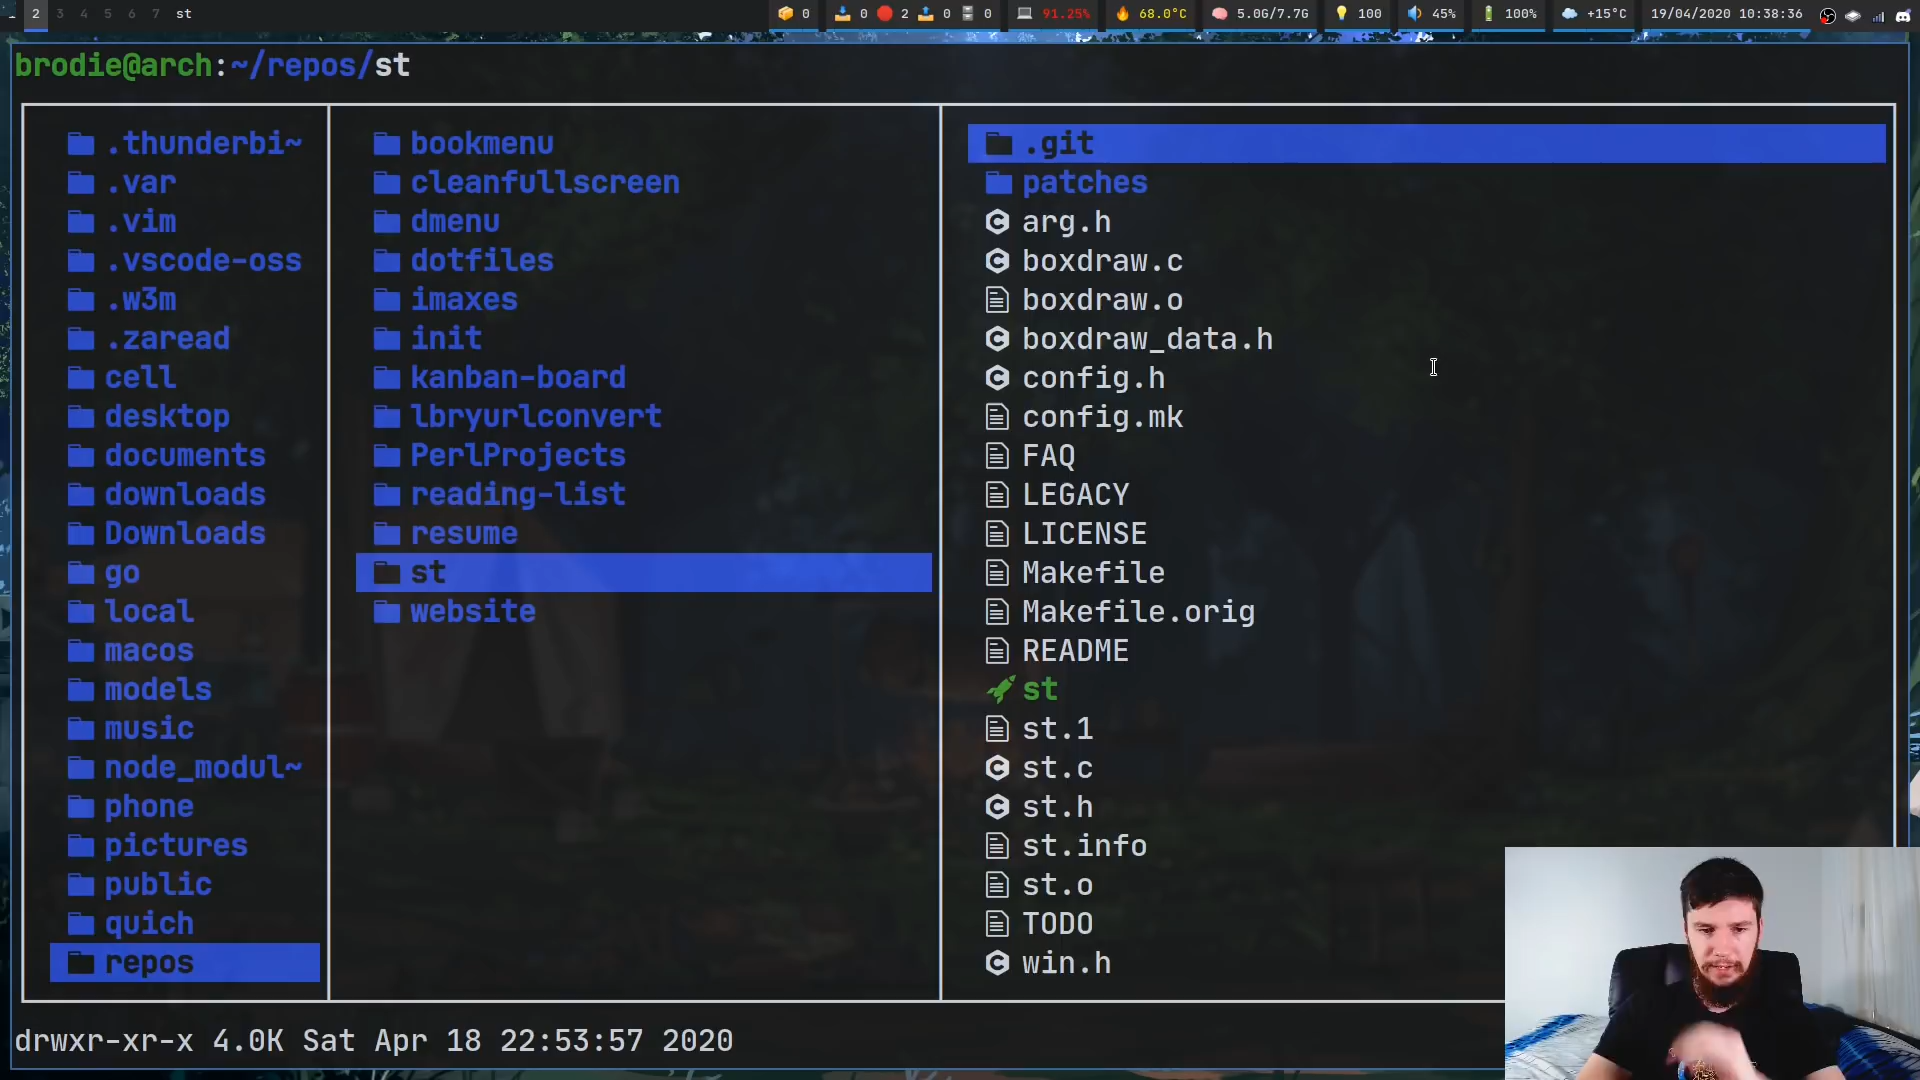 2 3 4 5 6 7 st
0 0 2 0 0 91.25% 68.0°C 5.0G/7.7G 100 45% 100% +15°C 19/04/2020 10:38:36
brodie@arch:~/repos/st
.thunderbi~
.var
.vim
.vscode-oss
.w3m
.zaread
cell
desktop
documents
downloads
Downloads
go
local
macos
models
music
node_modul~
phone
pictures
public
quich
repos
bookmenu
cleanfullscreen
dmenu
dotfiles
imaxes
init
kanban-board
lbryurlconvert
PerlProjects
reading-list
resume
st
website
.git
patches
arg.h
boxdraw.c
boxdraw.o
boxdraw_data.h
config.h
config.mk
FAQ
LEGACY
LICENSE
Makefile
Makefile.orig
README
st
st.1
st.c
st.h
st.info
st.o
TODO
win.h
drwxr-xr-x 4.0K Sat Apr 18 22:53:57 2020